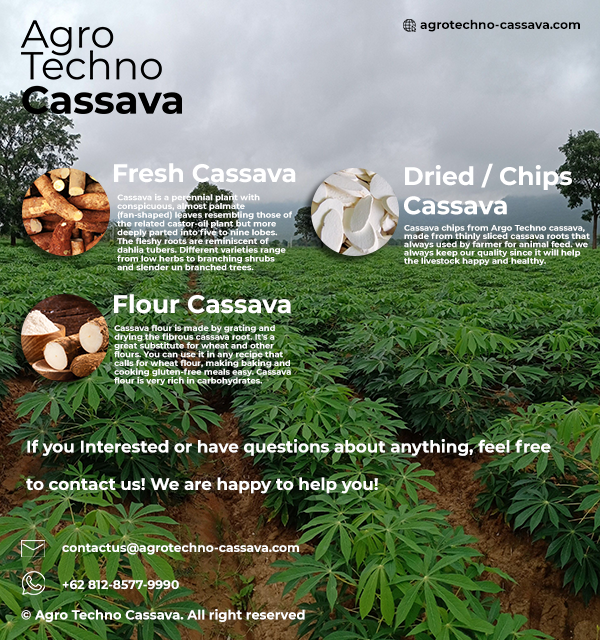 agrotechno-cassava.com
Agro
Techno
Cassava
Fresh Cassava
Cassava is a perennial plant with
conspicuous, almost palmate
(fan-shaped) leaves resembling those of
the related castor-oil plant but more
deeply parted into five to nine lobes.
The fleshy roots are reminiscent of
dahlia tubers. Different varieties range
from low herbs to branching shrubs
and slender un branched trees.
Dried / Chips
Cassava
Cassava chips from Argo Techno cassava,
made from thinly sliced cassava roots that
always used by farmer for animal feed. we
always keep our quality since it will help
the livestock happy and healthy.
Flour Cassava
Cassava flour is made by grating and
drying the fibrous cassava root. It's a
great substitute for wheat and other
flours. You can use it in any recipe that
calls for wheat flour, making baking and
cooking gluten-free meals easy. Cassava
flour is very rich in carbohydrates.
If you Interested or have questions about anything, feel free
to contact us! We are happy to help you!
contactus@agrotechno-cassava.com
+62 812-8577-9990
© Agro Techno Cassava. All right reserved